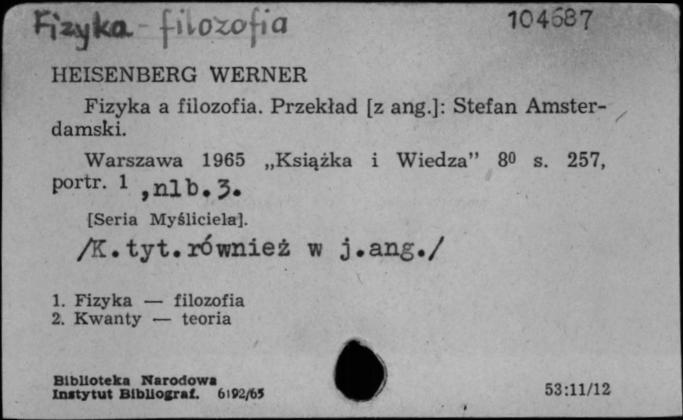 Fizyka - filozofia 104687
HEISENBERG WERNER
Fizyka a filozofia. Przekład [z ang.]: Stefan Amster-
damski.
Warszawa 1965 „Książka i Wiedza” 8⁰ s. 257,
portr. 1 ,nlb.3.
[Seria Myśliciele].
/K.tyt.również w j.ang./
1. Fizyka — filozofia
2. Kwanty — teoria
Biblioteka Narodowa
Instytut Bibliograf. 6192/65 53:11/12